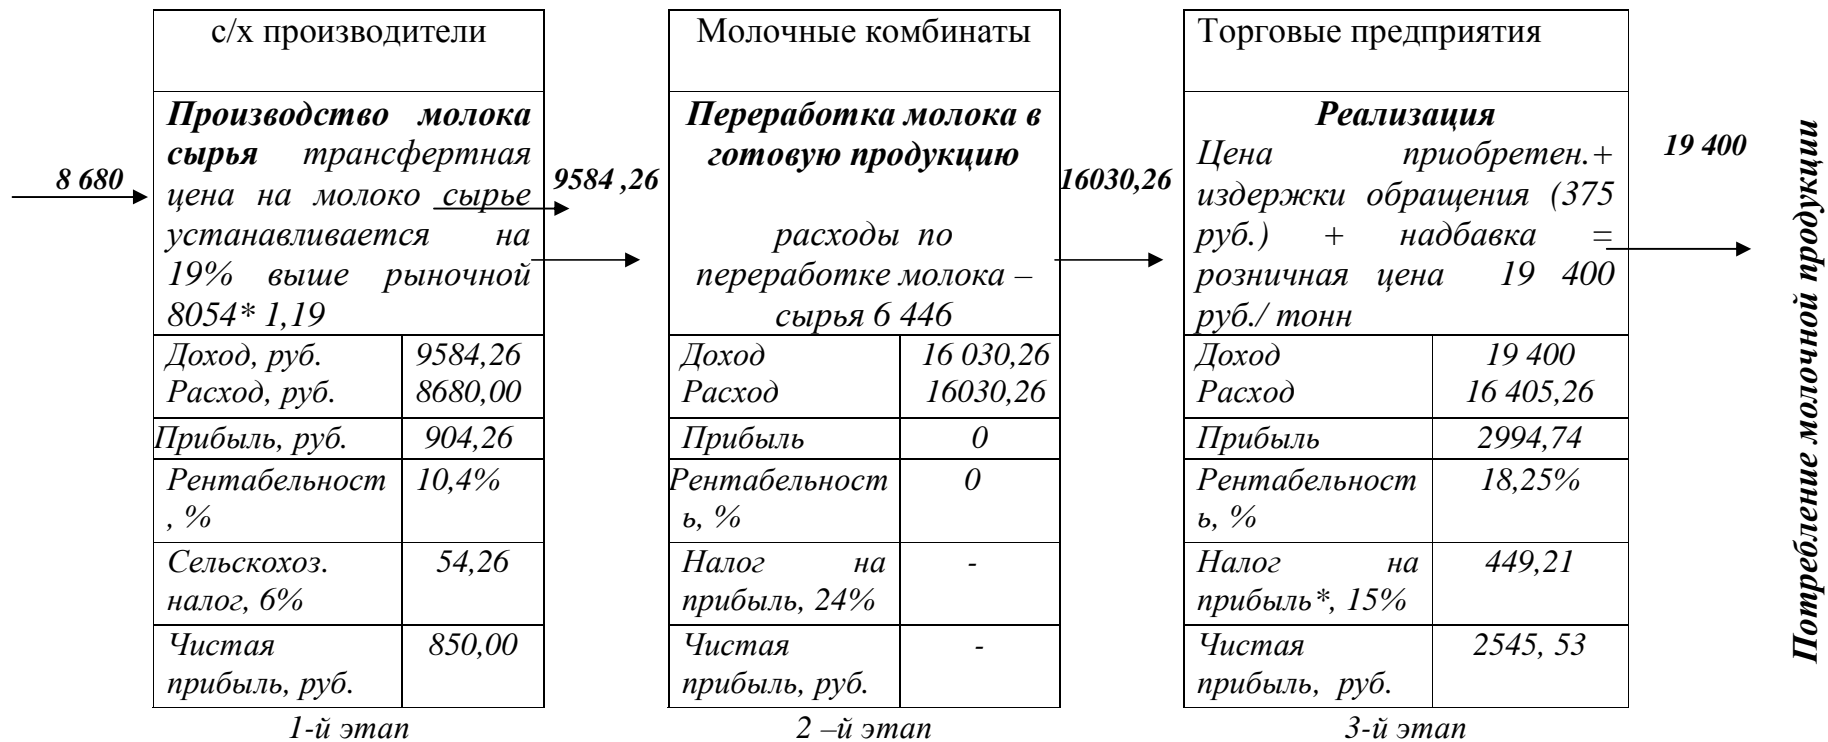 8 680
с/х производители
Производство молока
сырья трансфертная
цена на молоко сырье
устанавливается на
19% выше рыночной
8054* 1,19
Доход, руб. 9584,26
Расход, руб. 8680,00
Прибыль, руб. 904,26
Рентабельност 10,4%
, %
Сельскохоз. 54,26
налог, 6%
Чистая 850,00
прибыль, руб.
1-й этап
9584 ,26
Молочные комбинаты
Переработка молока в
готовую продукцию
расходы по
переработке молока –
сырья 6 446
Доход 16 030,26
Расход 16030,26
Прибыль 0
Рентабельност 0
ь, %
Налог на -
прибыль, 24%
Чистая -
прибыль, руб.
2 –й этап
16030,26
Торговые предприятия
Реализация
Цена приобретен.+
издержки обращения (375
руб.) + надбавка =
розничная цена 19 400
руб./ тонн
Доход 19 400
Расход 16 405,26
Прибыль 2994,74
Рентабельност 18,25%
ь, %
Налог на 449,21
прибыль*, 15%
Чистая 2545, 53
прибыль, руб.
3-й этап
19 400
Потребление молочной продукции